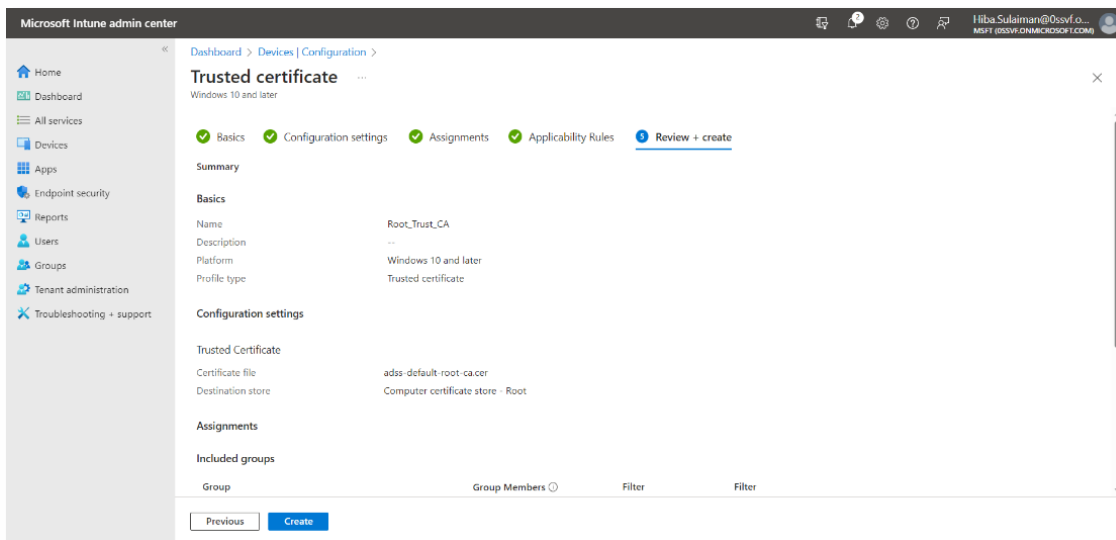 Microsoft Intune admin center
2
Hiba.Sulaiman@0ssvf.o...
MSFT (0SSVF.ONMICROSOFT.COM)
«
Home
Dashboard
All services
Devices
Apps
Endpoint security
Reports
Users
Groups
Tenant administration
Troubleshooting + support
Dashboard > Devices | Configuration >
Trusted certificate ...
Windows 10 and later
Basics Configuration settings Assignments Applicability Rules 5 Review + create
Summary
Basics
Name Root_Trust_CA
Description --
Platform Windows 10 and later
Profile type Trusted certificate
Configuration settings
Trusted Certificate
Certificate file adss-default-root-ca.cer
Destination store Computer certificate store - Root
Assignments
Included groups
Group Group Members Filter Filter
Previous Create